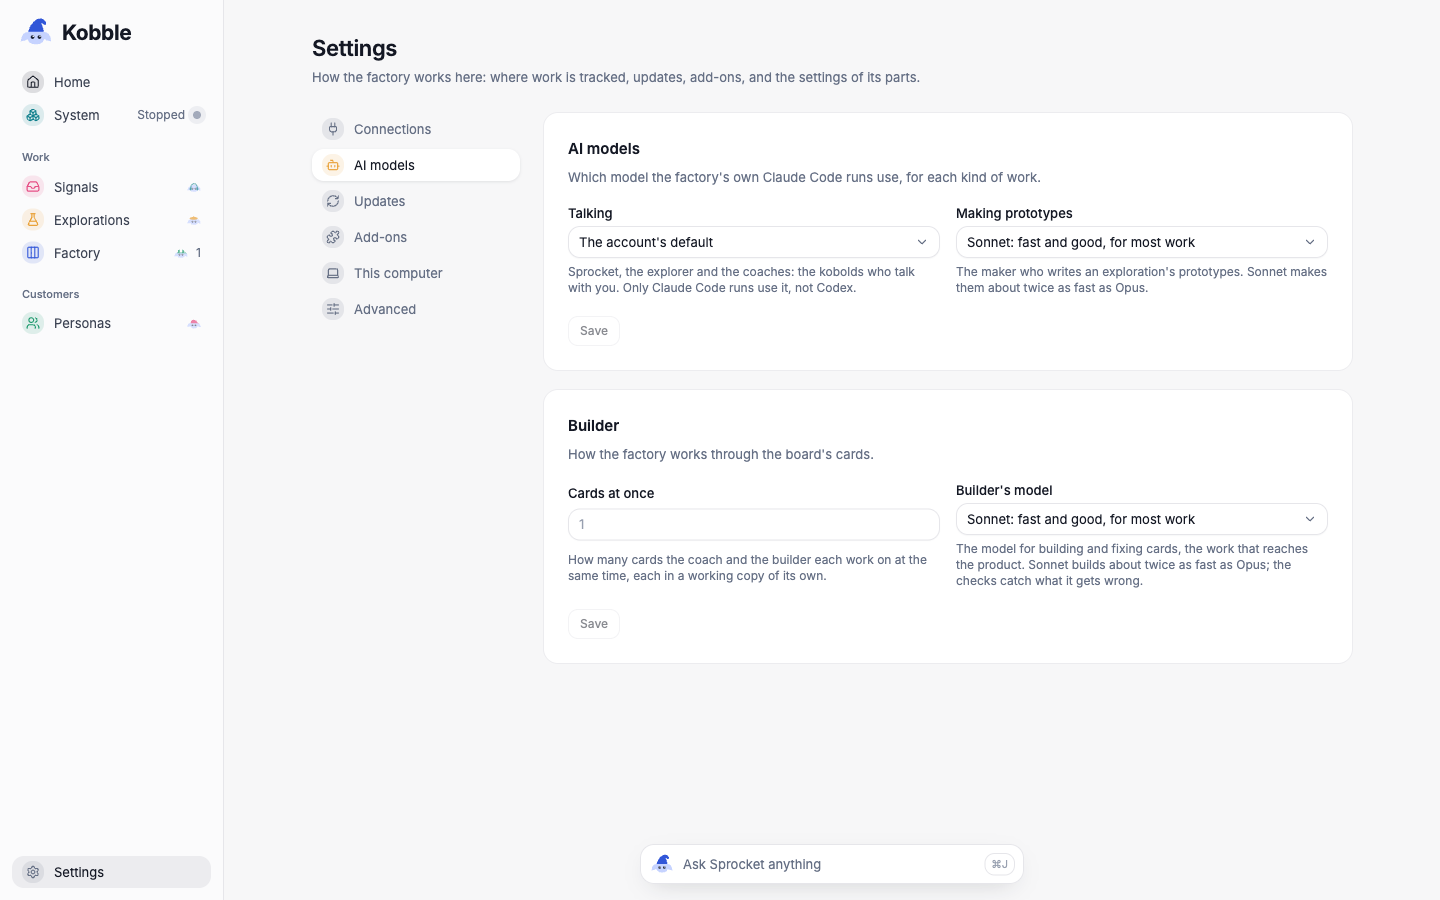 Kobble
Home
System
Stopped
Work
Signals
Explorations
Factory
1
Customers
Personas
Settings
Settings
How the factory works here: where work is tracked, updates, add-ons, and the settings of its parts.
Connections
AI models
Updates
Add-ons
This computer
Advanced
AI models
Which model the factory's own Claude Code runs use, for each kind of work.
Talking
The account's default
Sprocket, the explorer and the coaches: the kobolds who talk
with you. Only Claude Code runs use it, not Codex.
Making prototypes
Sonnet: fast and good, for most work
The maker who writes an exploration's prototypes. Sonnet makes
them about twice as fast as Opus.
Save
Builder
How the factory works through the board's cards.
Cards at once
1
How many cards the coach and the builder each work on at the
same time, each in a working copy of its own.
Builder's model
Sonnet: fast and good, for most work
The model for building and fixing cards, the work that reaches
the product. Sonnet builds about twice as fast as Opus; the
checks catch what it gets wrong.
Save
Ask Sprocket anything
⌘J